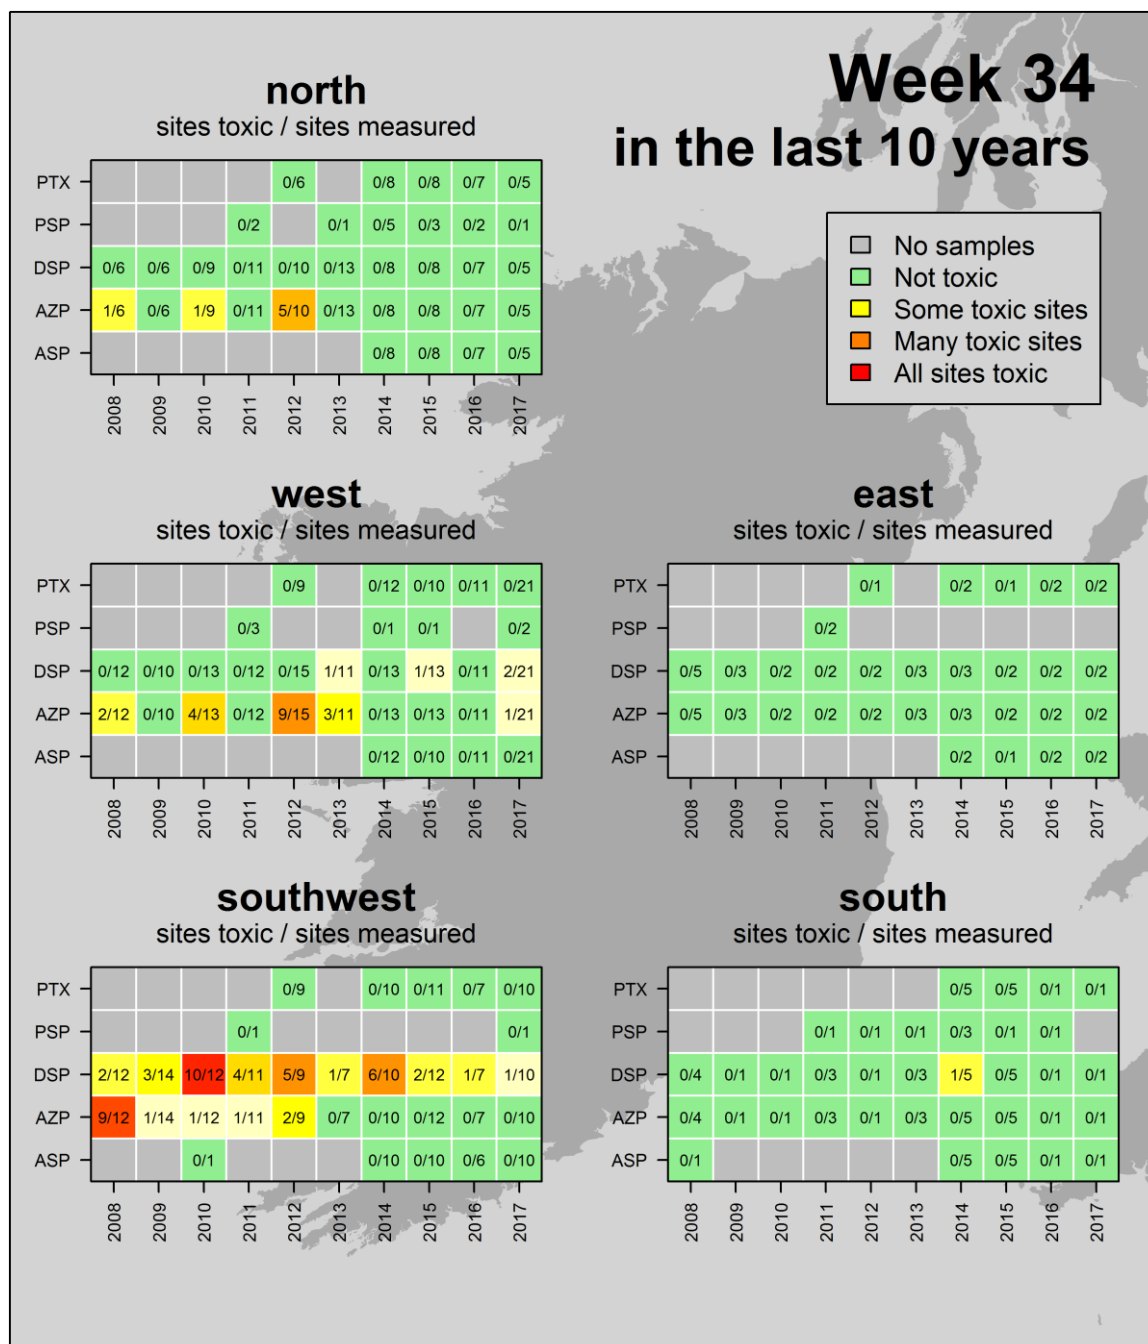 Week 34
in the last 10 years
No samples
Not toxic
Some toxic sites
Many toxic sites
All sites toxic
north
sites toxic / sites measured
PTX 0/6 0/8 0/8 0/7 0/5
PSP 0/2 0/1 0/5 0/3 0/2 0/1
DSP 0/6 0/6 0/9 0/11 0/10 0/13 0/8 0/8 0/7 0/5
AZP 1/6 0/6 1/9 0/11 5/10 0/13 0/8 0/8 0/7 0/5
ASP 0/8 0/8 0/7 0/5
2008 2009 2010 2011 2012 2013 2014 2015 2016 2017
west
sites toxic / sites measured
PTX 0/9 0/12 0/10 0/11 0/21
PSP 0/3 0/1 0/1 0/2
DSP 0/12 0/10 0/13 0/12 0/15 1/11 0/13 1/13 0/11 2/21
AZP 2/12 0/10 4/13 0/12 9/15 3/11 0/13 0/13 0/11 1/21
ASP 0/12 0/10 0/11 0/21
2008 2009 2010 2011 2012 2013 2014 2015 2016 2017
east
sites toxic / sites measured
PTX 0/1 0/2 0/1 0/2 0/2
PSP 0/2
DSP 0/5 0/3 0/2 0/2 0/2 0/3 0/3 0/2 0/2 0/2
AZP 0/5 0/3 0/2 0/2 0/2 0/3 0/3 0/2 0/2 0/2
ASP 0/2 0/1 0/2 0/2
2008 2009 2010 2011 2012 2013 2014 2015 2016 2017
southwest
sites toxic / sites measured
PTX 0/9 0/10 0/11 0/7 0/10
PSP 0/1 0/1
DSP 2/12 3/14 10/12 4/11 5/9 1/7 6/10 2/12 1/7 1/10
AZP 9/12 1/14 1/12 1/11 2/9 0/7 0/10 0/12 0/7 0/10
ASP 0/1 0/10 0/10 0/6 0/10
2008 2009 2010 2011 2012 2013 2014 2015 2016 2017
south
sites toxic / sites measured
PTX 0/5 0/5 0/1 0/1
PSP 0/1 0/1 0/1 0/3 0/1 0/1
DSP 0/4 0/1 0/1 0/3 0/1 0/3 1/5 0/5 0/1 0/1
AZP 0/4 0/1 0/1 0/3 0/1 0/3 0/5 0/5 0/1 0/1
ASP 0/1 0/5 0/5 0/1 0/1
2008 2009 2010 2011 2012 2013 2014 2015 2016 2017